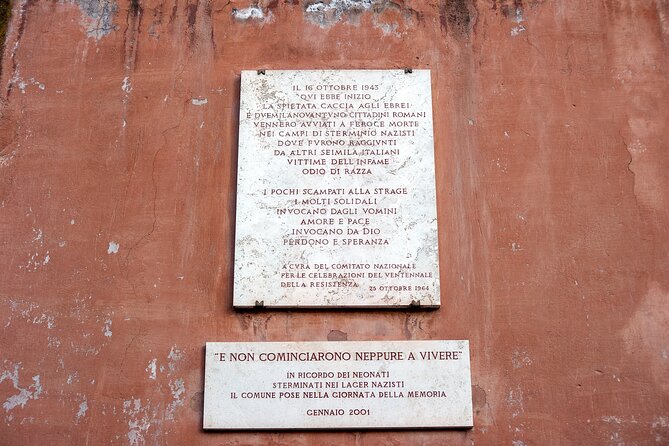 IL 16 OTTOBRE 1943
QUI EBBE INIZIO
LA SPIETATA CACCIA AGLI EBREI
E DUEMILANOVANTUNO CITTADINI ROMANI
VENNERO AVVIATI A FEROCE MORTE
NEI CAMPI DI STERMINIO NAZISTI
DOVE FURONO RAGGIUNTI
DA ALTRI SEIMILA ITALIANI
VITTIME DELL'INFAME
ODIO DI RAZZA
I POCHI SCAMPATI ALLA STRAGE
I MOLTI SOLIDALI
INVOCANO DAGLI VOMINI
AMORE E PACE
INVOCANO DA DIO
PERDONO E SPERANZA
A CVRA DEL COMITATO NAZIONALE
PER LE CELEBRAZIONI DEL VENTENNALE
DELLA RESISTENZA
25 OTTOBRE 1964
"E NON COMINCIARONO NEPPURE A VIVERE"
IN RICORDO DEI NEONATI
STERMINATI NEI LAGER NAZISTI
IL COMUNE POSE NELLA GIORNATA DELLA MEMORIA
GENNAIO 2001